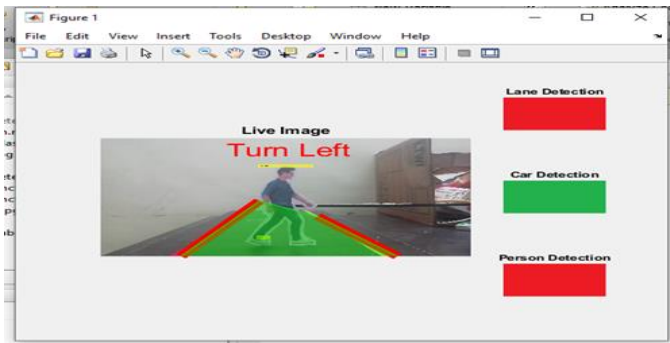 Figure 1
File Edit View Insert Tools Desktop Window Help
Lane Detection
Live Image
Turn Left
Car Detection
Person Detection